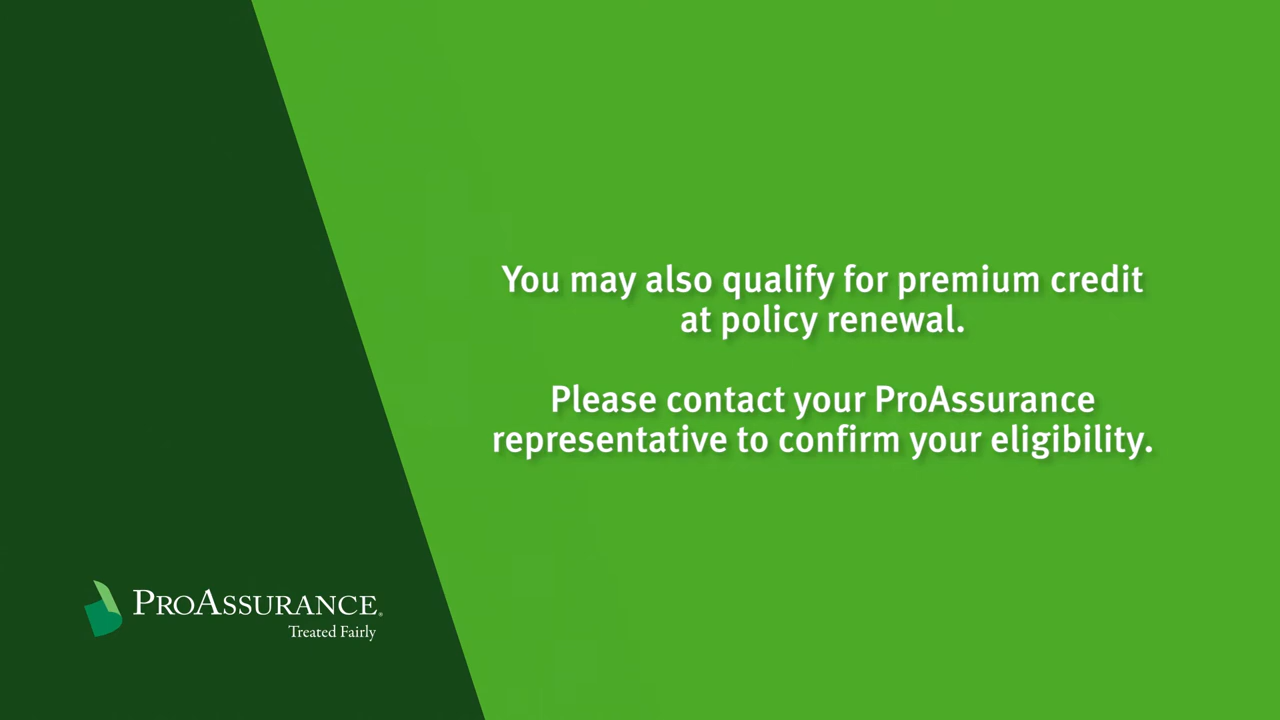 You may also qualify for premium credit
at policy renewal.
Please contact your ProAssurance
representative to confirm your eligibility.
PROASSURANCE®
Treated Fairly